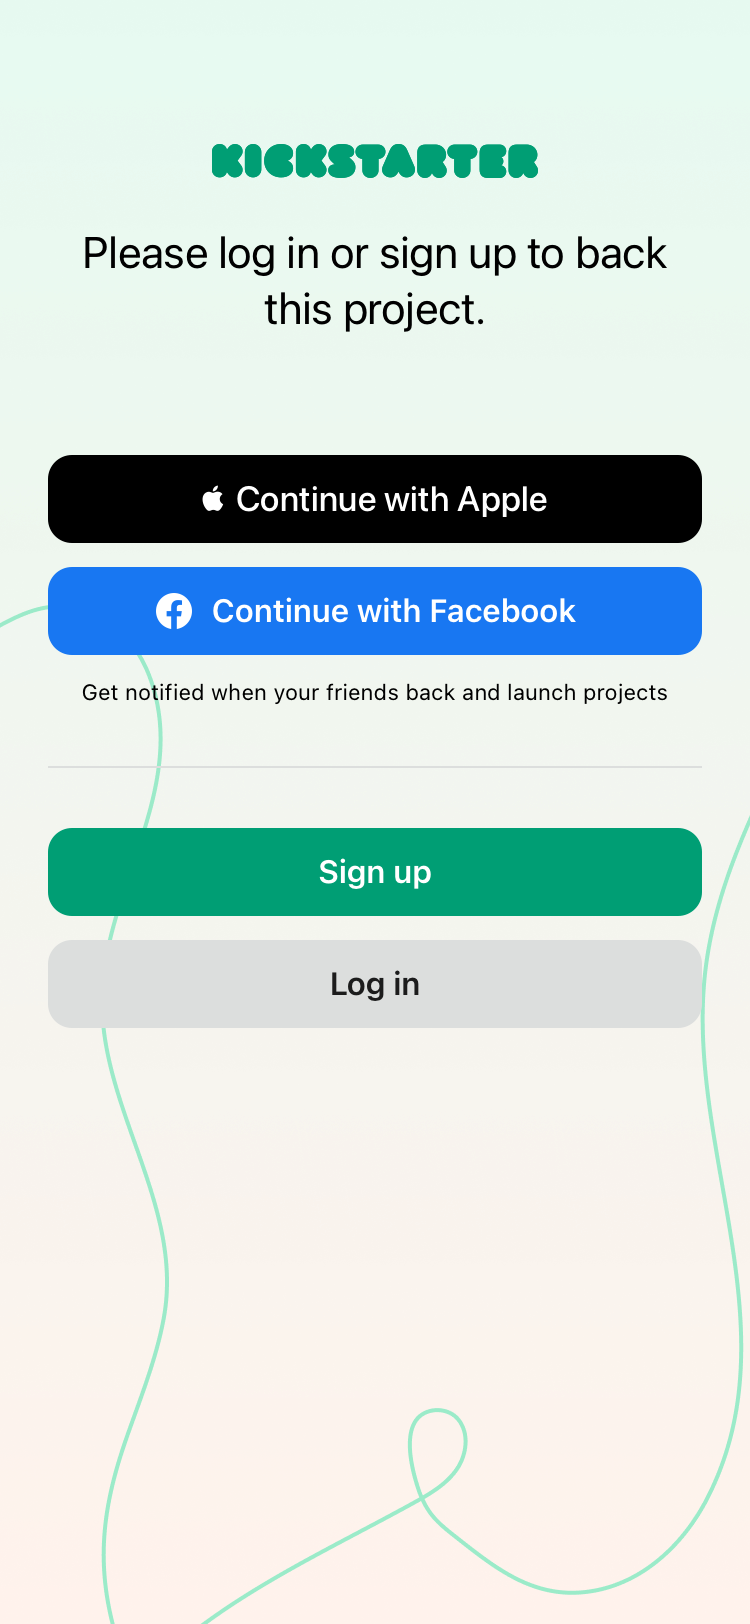 KICKSTARTER
Please log in or sign up to back
this project.
Continue with Apple
Continue with Facebook
Get notified when your friends back and launch projects
Sign up
Log in